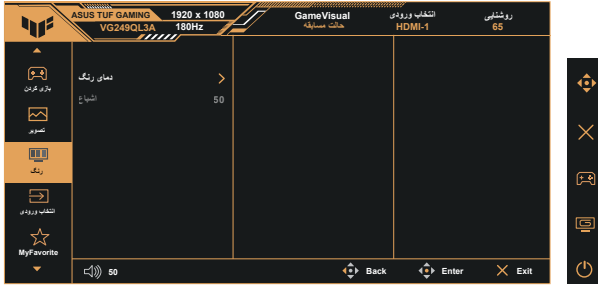 ASUS TUF GAMING 1920 x 1080 GameVisual انتخاب ورودی روشنایی
VG249QL3A 180Hz حالت مسابقه HDMI-1 65
بازی کردن
تصویر
رنگ
انتخاب ورودی
MyFavorite
دمای رنگ
اشباع 50
50 Back Enter Exit